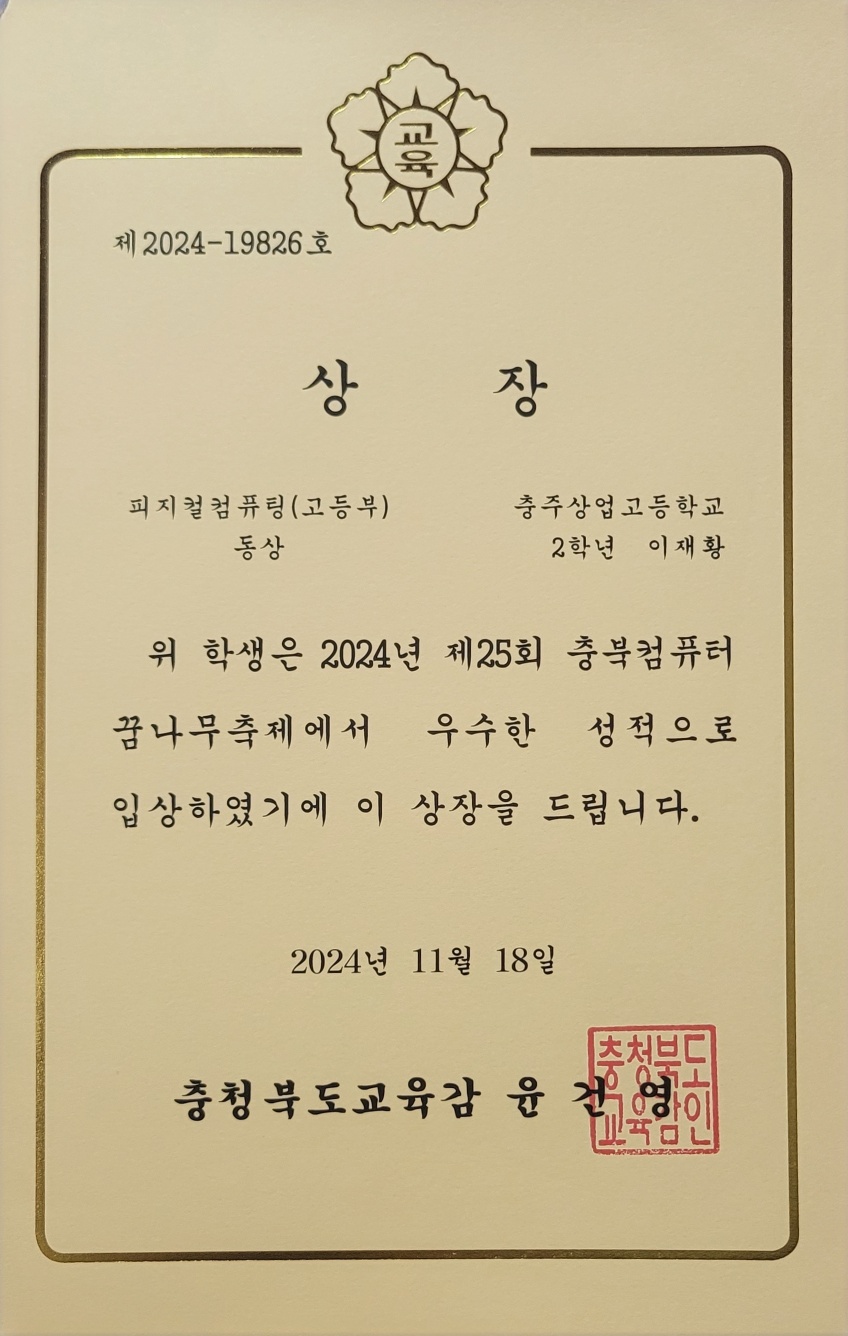 교육
제2024-19826호
상 장
피지컬컴퓨팅(고등부) 충주상업고등학교
동상 2학년 이재황
위 학생은 2024년 제25회 충북컴퓨터
꿈나무축제에서 우수한 성적으로
입상하였기에 이 상장을 드립니다.
2024년 11월 18일
충청북도교육감 윤건영
충청북도
교육감인